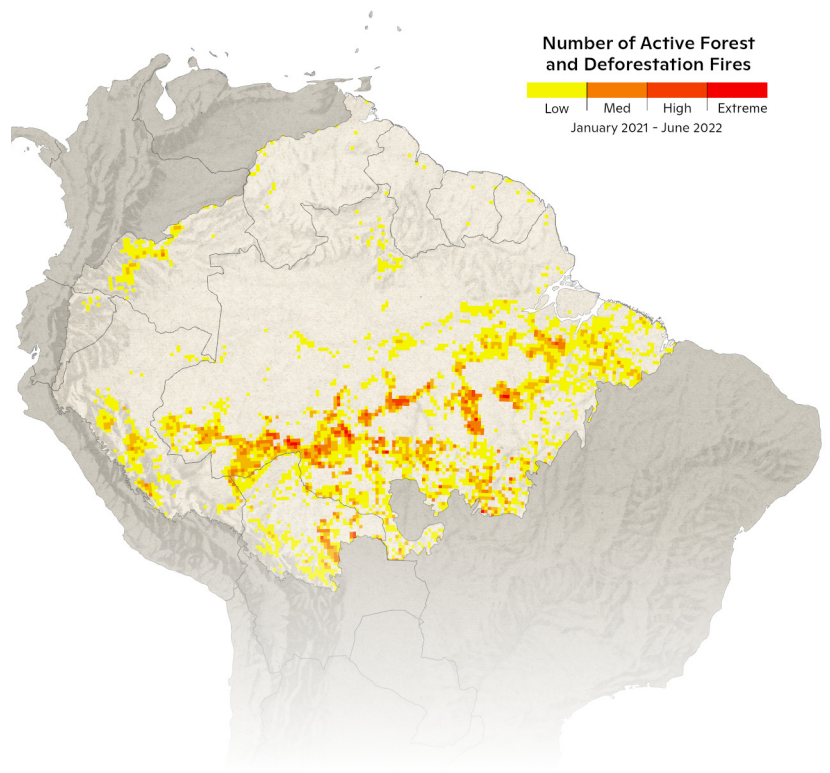 Number of Active Forest
and Deforestation Fires
Low Med High Extreme
January 2021 - June 2022